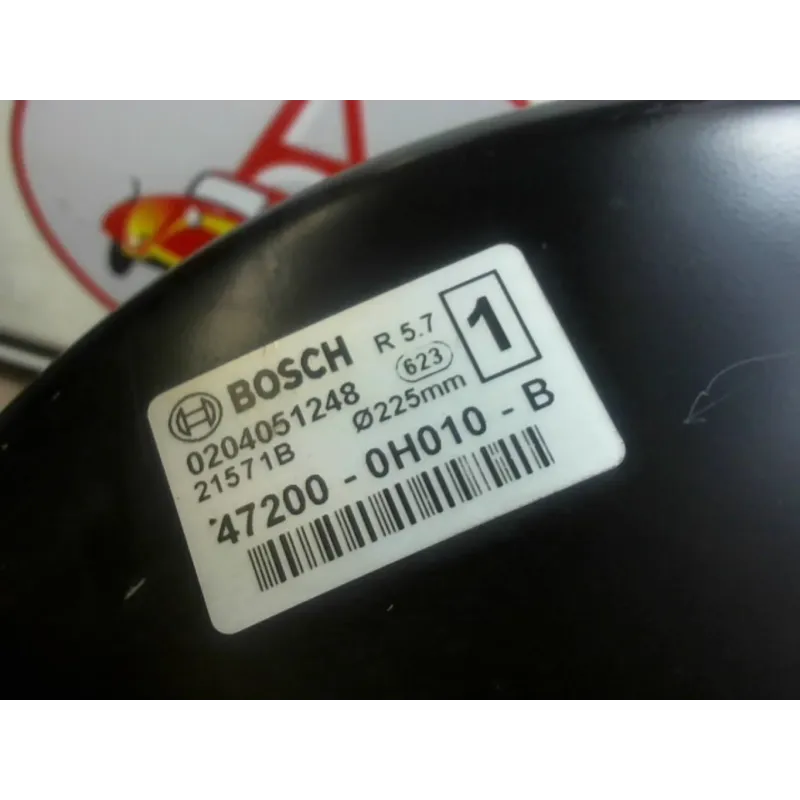 BOSCH R 5.7 1
0204051248 623
21571B Ø225mm
47200 - 0H010 - B